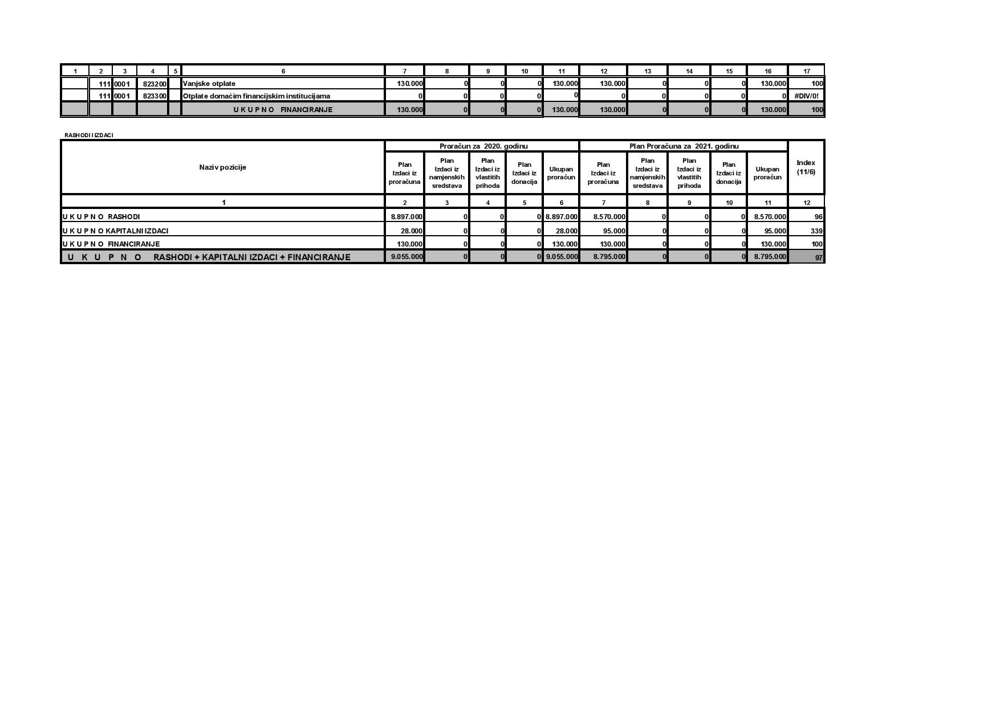 1 2 3 4 5 6 7 8 9 10 11 12 13 14 15 16 17
111 0001 823200 Vanjske otplate 130.000 0 0 0 130.000 130.000 0 0 0 130.000 100
111 0001 823300 Otplate domaćim financijskim institucijama 0 0 0 0 0 0 0 0 0 0 #DIV/0!
U K U P N O FINANCIRANJE 130.000 0 0 0 130.000 130.000 0 0 0 130.000 100
RASHODI I IZDACI
Naziv pozicije
Proračun za 2020. godinu
Plan Proračuna za 2021. godinu
Index
(11/6)
Plan
Izdaci iz
proračuna
Plan
Izdaci iz
namjenskih
sredstava
Plan
Izdaci iz
vlastitih
prihoda
Plan
Izdaci iz
donacija
Ukupan
proračun
Plan
Izdaci iz
proračuna
Plan
Izdaci iz
namjenskih
sredstava
Plan
Izdaci iz
vlastitih
prihoda
Plan
Izdaci iz
donacija
Ukupan
proračun
1 2 3 4 5 6 7 8 9 10 11 12
U K U P N O RASHODI 8.897.000 0 0 0 8.897.000 8.570.000 0 0 0 8.570.000 96
U K U P N O KAPITALNI IZDACI 28.000 0 0 0 28.000 95.000 0 0 0 95.000 339
U K U P N O FINANCIRANJE 130.000 0 0 0 130.000 130.000 0 0 0 130.000 100
U K U P N O RASHODI + KAPITALNI IZDACI + FINANCIRANJE 9.055.000 0 0 0 9.055.000 8.795.000 0 0 0 8.795.000 97